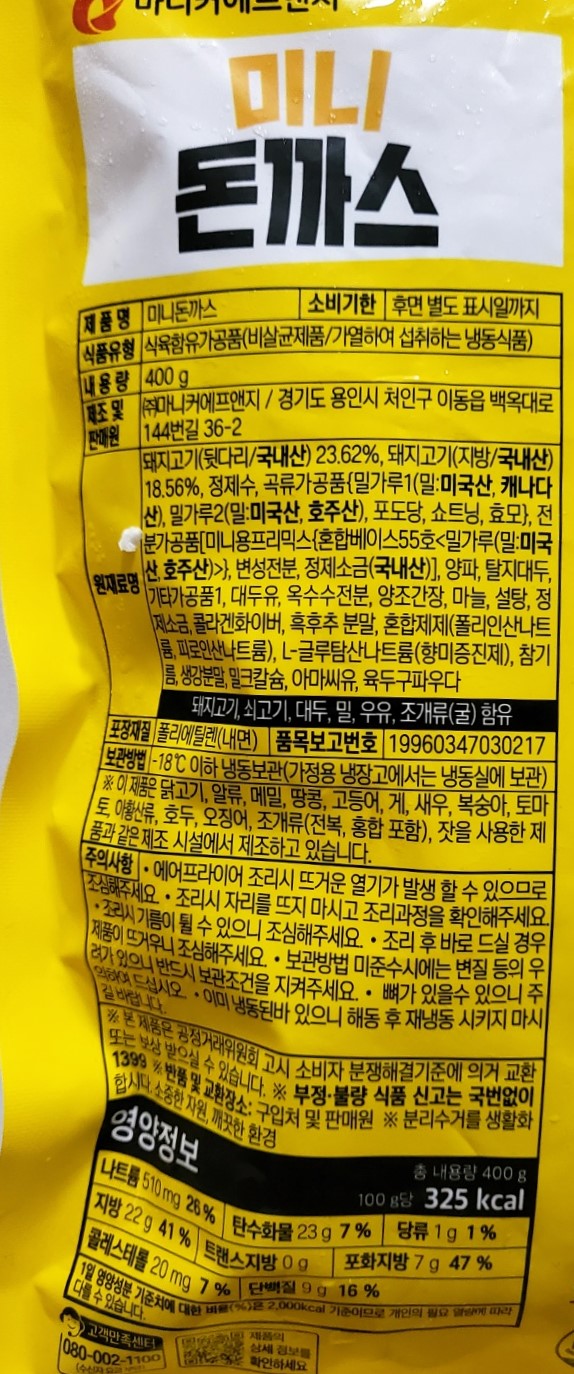 마니커에프앤지
미니
돈까스
제품명 미니돈까스 소비기한 후면 별도 표시일까지
식품유형 식육함유가공품(비살균제품/가열하여 섭취하는 냉동식품)
내용량 400 g
제조 및 ㈜마니커에프앤지 / 경기도 용인시 처인구 이동읍 백옥대로
판매원 144번길 36-2
돼지고기(뒷다리/국내산) 23.62%, 돼지고기(지방/국내산)
18.56%, 정제수, 곡류가공품{밀가루1(밀:미국산, 캐나다
산), 밀가루2(밀:미국산, 호주산), 포도당, 쇼트닝, 효모}, 전
분가공품[미니용프리믹스{혼합베이스55호<밀가루(밀:미국
원재료명 산, 호주산)>}, 변성전분, 정제소금(국내산)], 양파, 탈지대두,
기타가공품1, 대두유, 옥수수전분, 양조간장, 마늘, 설탕, 정
제소금, 콜라겐화이버, 흑후추 분말, 혼합제제(폴리인산나트
륨, 피로인산나트륨), L-글루탐산나트륨(향미증진제), 참기
름, 생강분말, 밀크칼슘, 아마씨유, 육두구파우다
돼지고기, 쇠고기, 대두, 밀, 우유, 조개류(굴) 함유
포장재질 폴리에틸렌(내면) 품목보고번호 19960347030217
보관방법 -18℃ 이하 냉동보관(가정용 냉장고에서는 냉동실에 보관)
※ 이 제품은 닭고기, 알류, 메밀, 땅콩, 고등어, 게, 새우, 복숭아, 토마
토, 아황산류, 호두, 오징어, 조개류(전복, 홍합 포함), 잣을 사용한 제
품과 같은 제조 시설에서 제조하고 있습니다.
주의사항 • 에어프라이어 조리시 뜨거운 열기가 발생 할 수 있으므로
조심해주세요. • 조리시 자리를 뜨지 마시고 조리과정을 확인해주세요.
• 조리시 기름이 튈 수 있으니 조심해주세요. • 조리 후 바로 드실 경우
제품이 뜨거우니 조심해주세요. • 보관방법 미준수시에는 변질 등의 우
려가 있으니 반드시 보관조건을 지켜주세요. • 뼈가 있을수 있으니 주
의하여 드십시오. • 이미 냉동된바 있으니 해동 후 재냉동 시키지 마시
길 바랍니다.
※ 본 제품은 공정거래위원회 고시 소비자 분쟁해결기준에 의거 교환
또는 보상 받으실 수 있습니다. ※ 부정·불량 식품 신고는 국번없이
1399 ※ 반품 및 교환장소: 구입처 및 판매원 ※ 분리수거를 생활화
합시다. 소중한 자원, 깨끗한 환경
영양정보 총 내용량 400 g
100 g당 325 kcal
나트륨 510 mg 26% 탄수화물 23 g 7% 당류 1 g 1%
지방 22 g 41% 트랜스지방 0 g 포화지방 7 g 47%
콜레스테롤 20 mg 7% 단백질 9 g 16%
1일 영양성분 기준치에 대한 비율(%)은 2,000kcal 기준이므로 개인의 필요 열량에 따라
다를 수 있습니다.
고객만족센터
080-002-1100
제품의
상세 정보를
확인하세요